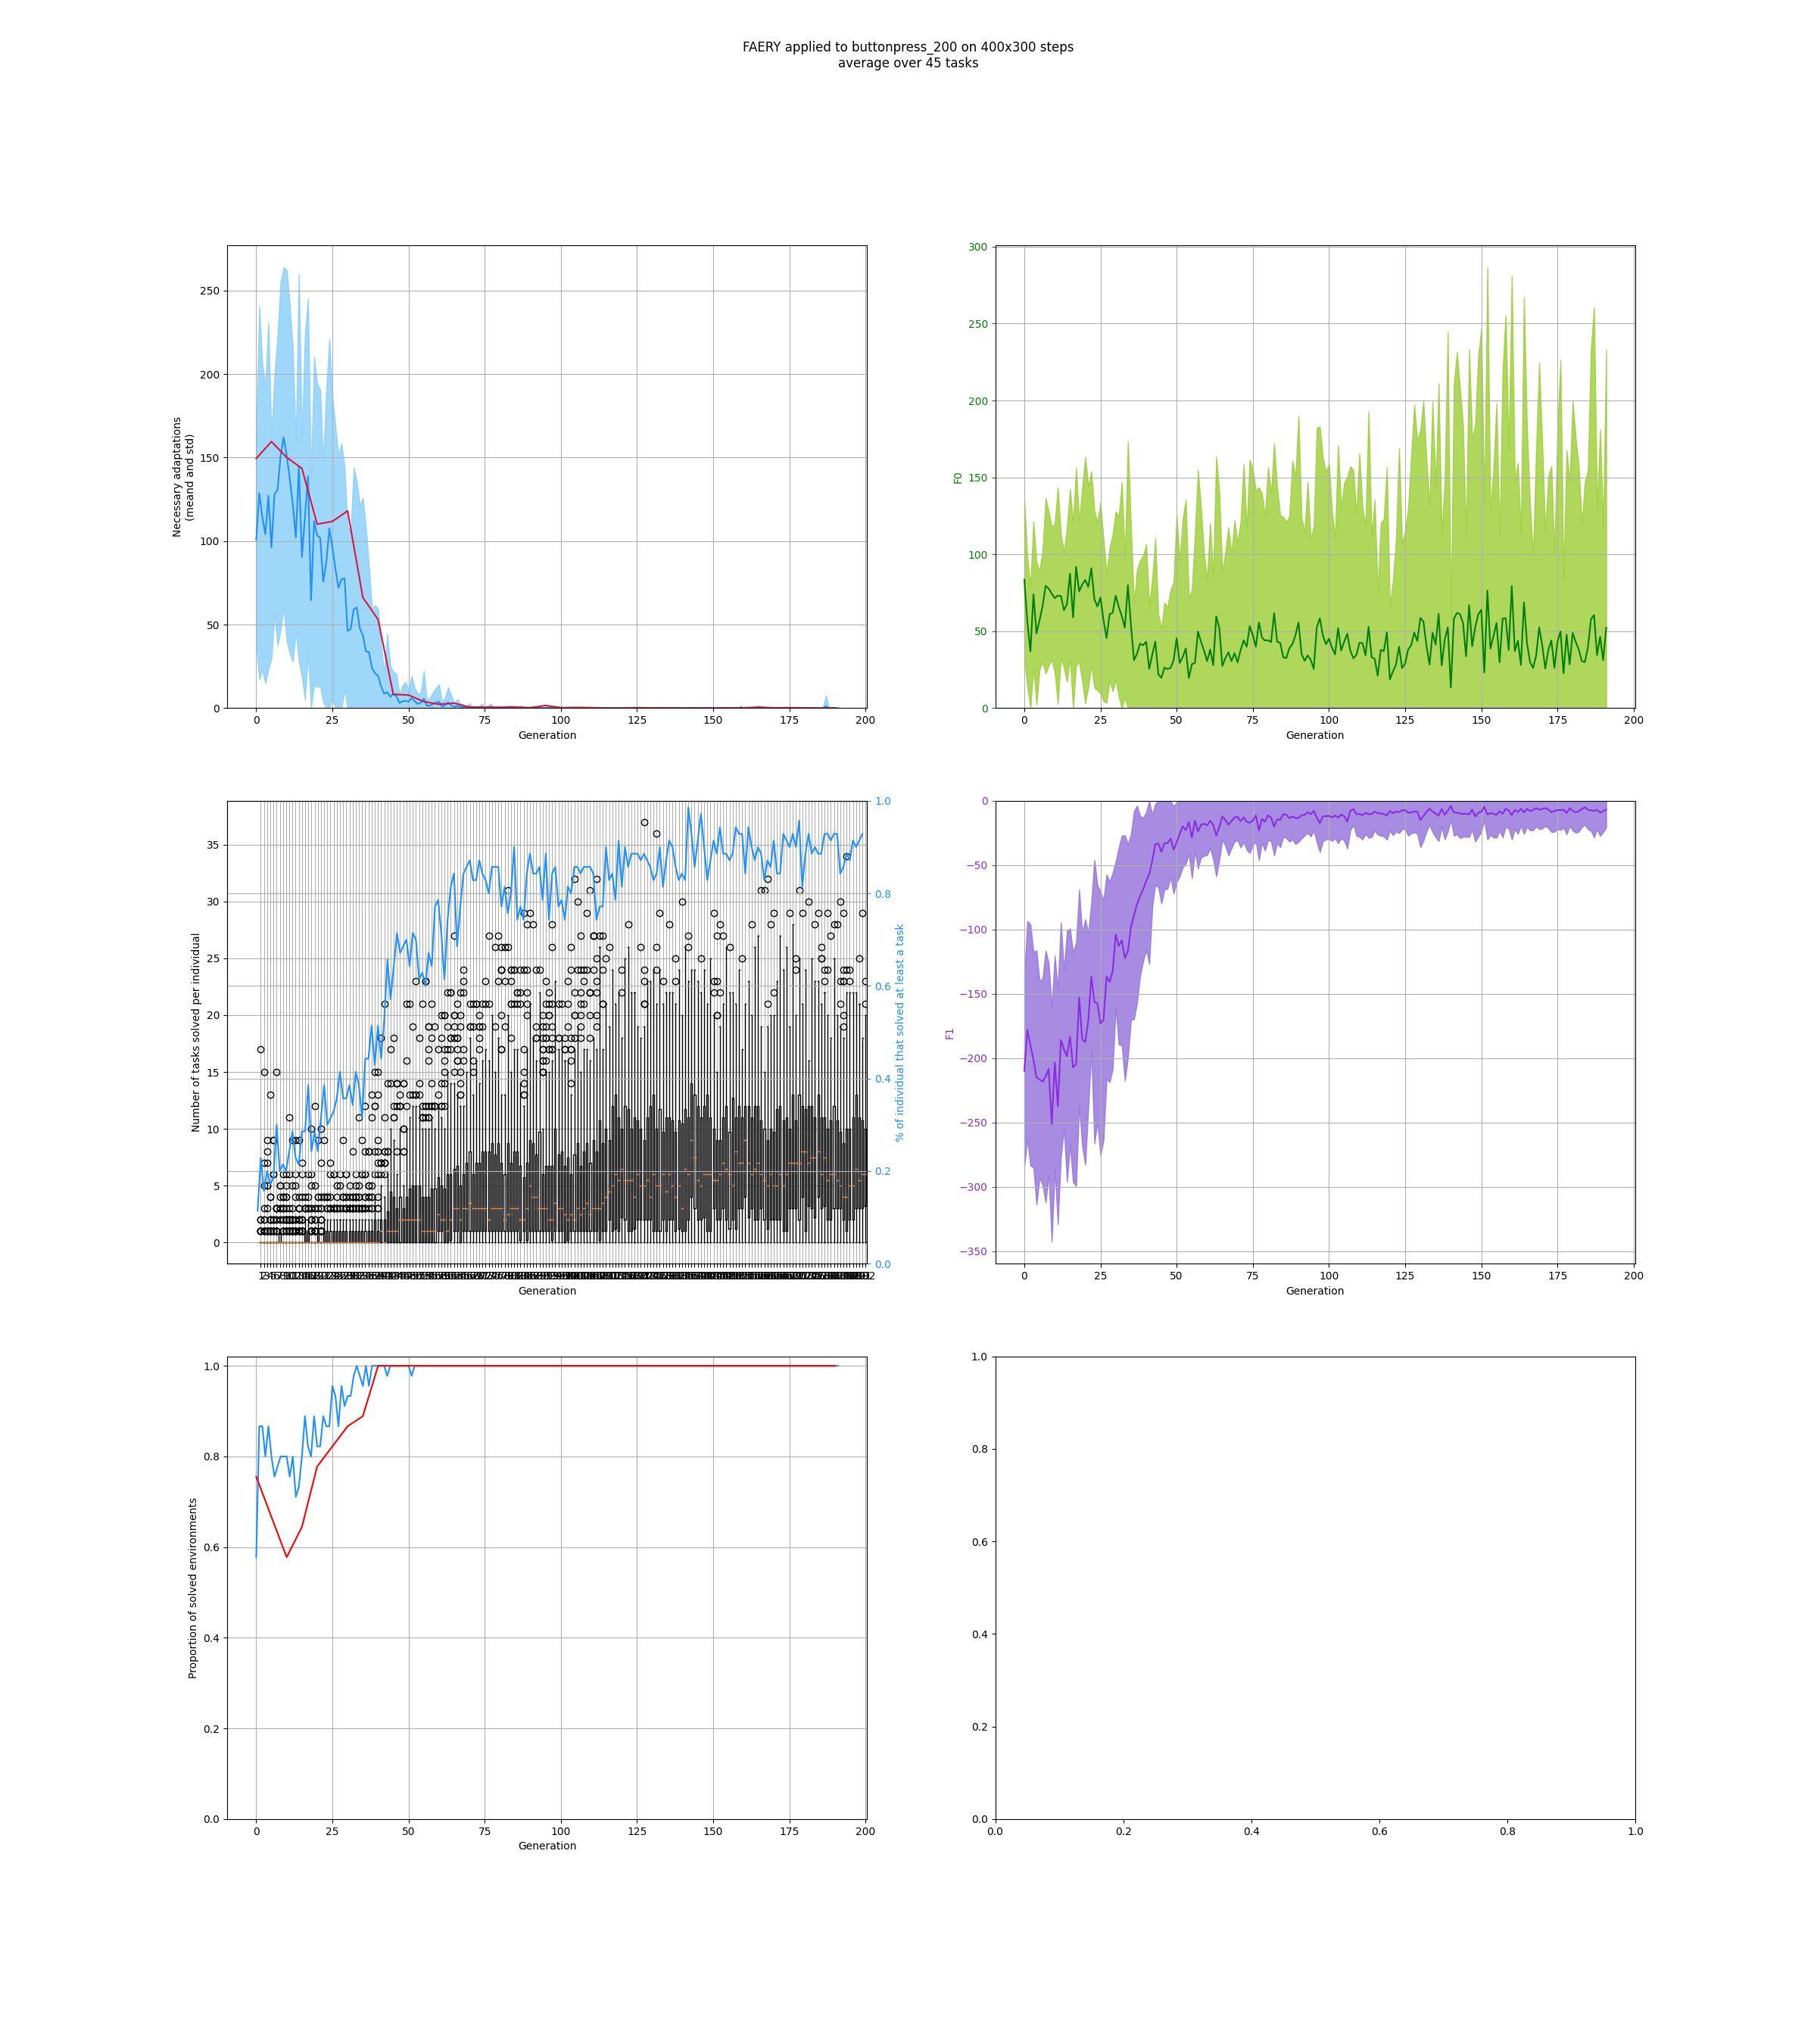 FAERY applied to buttonpress_200 on 400x300 steps
average over 45 tasks
250
200
150
100
50
0
Necessary adaptations
(meand and std)
0 25 50 75 100 125 150 175 200
Generation
300
250
200
150
100
50
0
F0
0 25 50 75 100 125 150 175 200
Generation
35
30
25
20
15
10
5
0
Number of tasks solved per individual
1.0
0.8
0.6
0.4
0.2
0.0
% of individual that solved at least a task
Generation
0
−50
−100
−150
−200
−250
−300
−350
F1
0 25 50 75 100 125 150 175 200
Generation
1.0
0.8
0.6
0.4
0.2
0.0
Proportion of solved environments
0 25 50 75 100 125 150 175 200
Generation
1.0
0.8
0.6
0.4
0.2
0.0
0.0 0.2 0.4 0.6 0.8 1.0